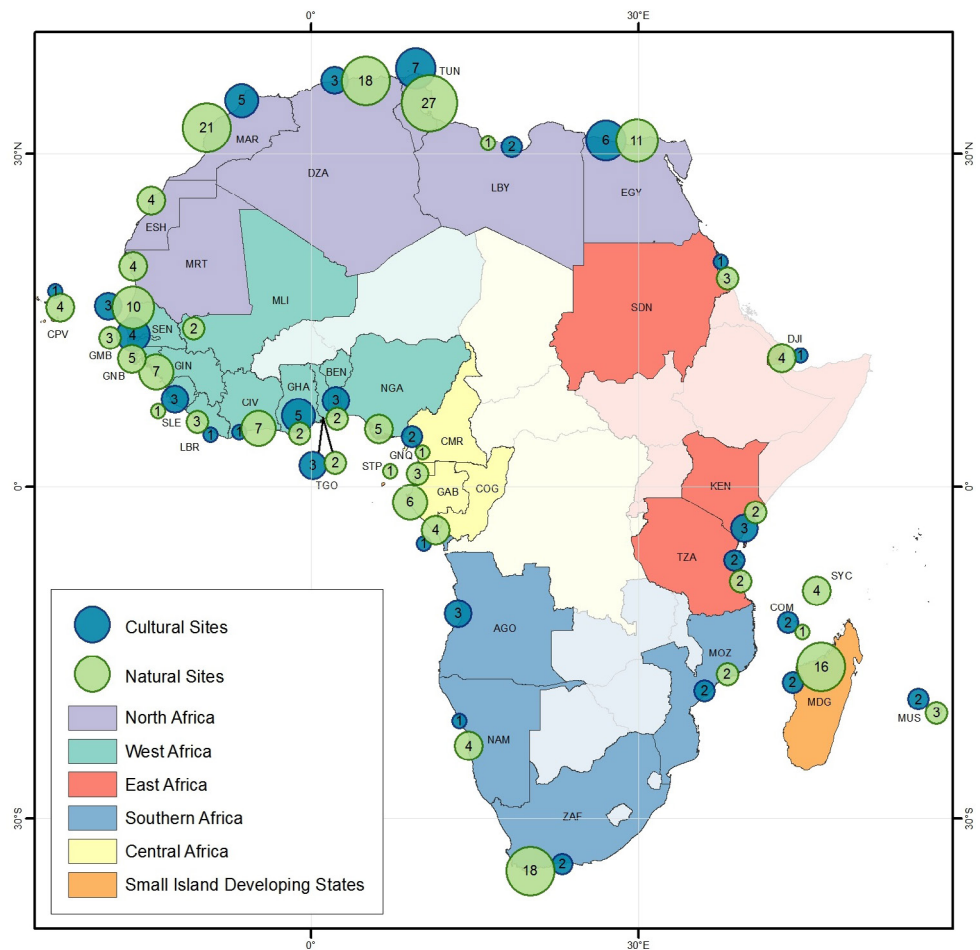 0°
30°E
7
TUN
3
18
27
5
21
MAR
1
2
6
11
30°N
30°N
DZA
LBY
EGY
4
ESH
4
MRT
1
3
1
4
CPV
3
10
MLI
SDN
4
SEN
2
3
GMB
DJI
4
1
5
GNB
7
GIN
BEN
NGA
3
CIV
GHA
3
1
SLE
5
2
3
LBR
1
7
2
5
2
CMR
GNQ
1
3
2
TGO
STP
1
3
GAB
COG
KEN
0°
0°
6
2
4
3
1
TZA
2
2
SYC
4
3
AGO
COM
2
1
MOZ
16
2
2
2
MDG
2
MUS
3
1
NAM
4
ZAF
30°S
30°S
18
2
Cultural Sites
Natural Sites
North Africa
West Africa
East Africa
Southern Africa
Central Africa
Small Island Developing States
0°
30°E